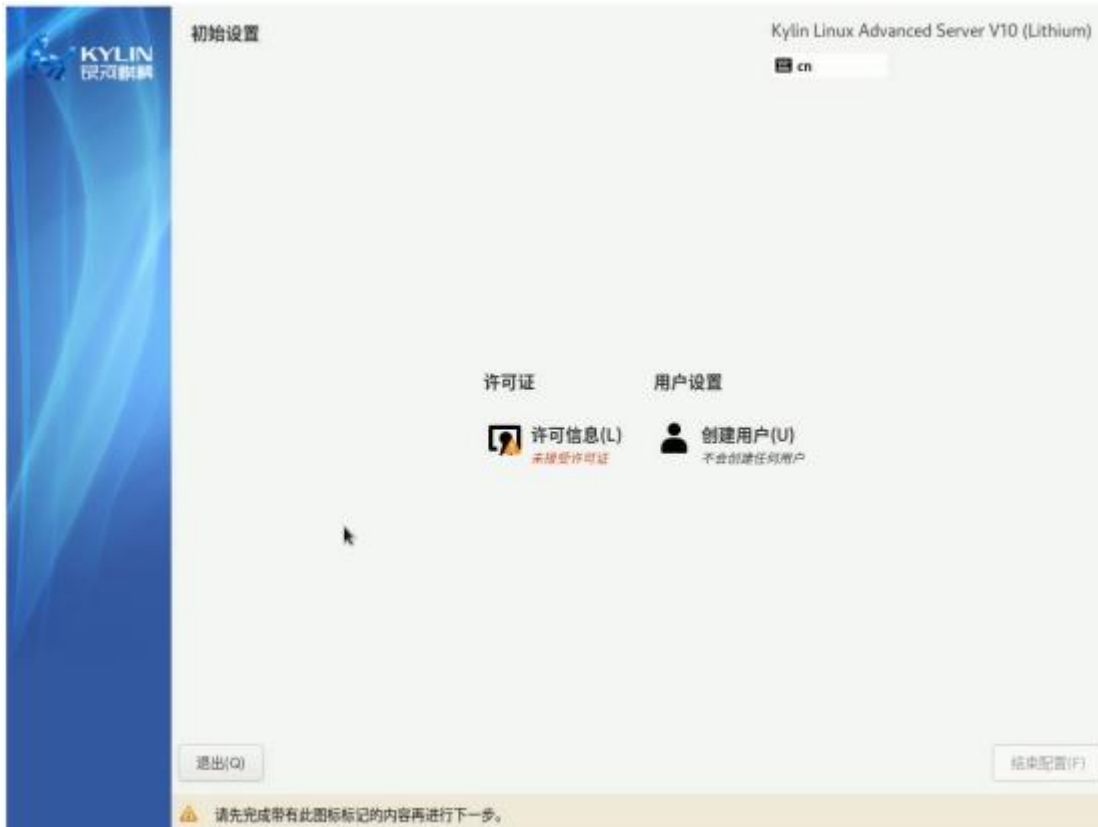 KYLIN
银河麒麟
初始设置
Kylin Linux Advanced Server V10 (Lithium)
cn
许可证
用户设置
许可信息(L)
未接受许可证
创建用户(U)
不会创建任何用户
退出(Q)
结束配置(F)
请先完成带有此图标标记的内容再进行下一步。